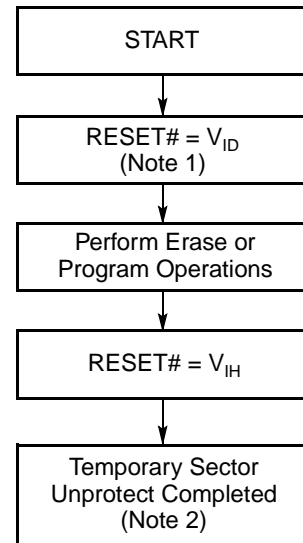 START
RESET# = V_ID
(Note 1)
Perform Erase or
Program Operations
RESET# = V_IH
Temporary Sector
Unprotect Completed
(Note 2)